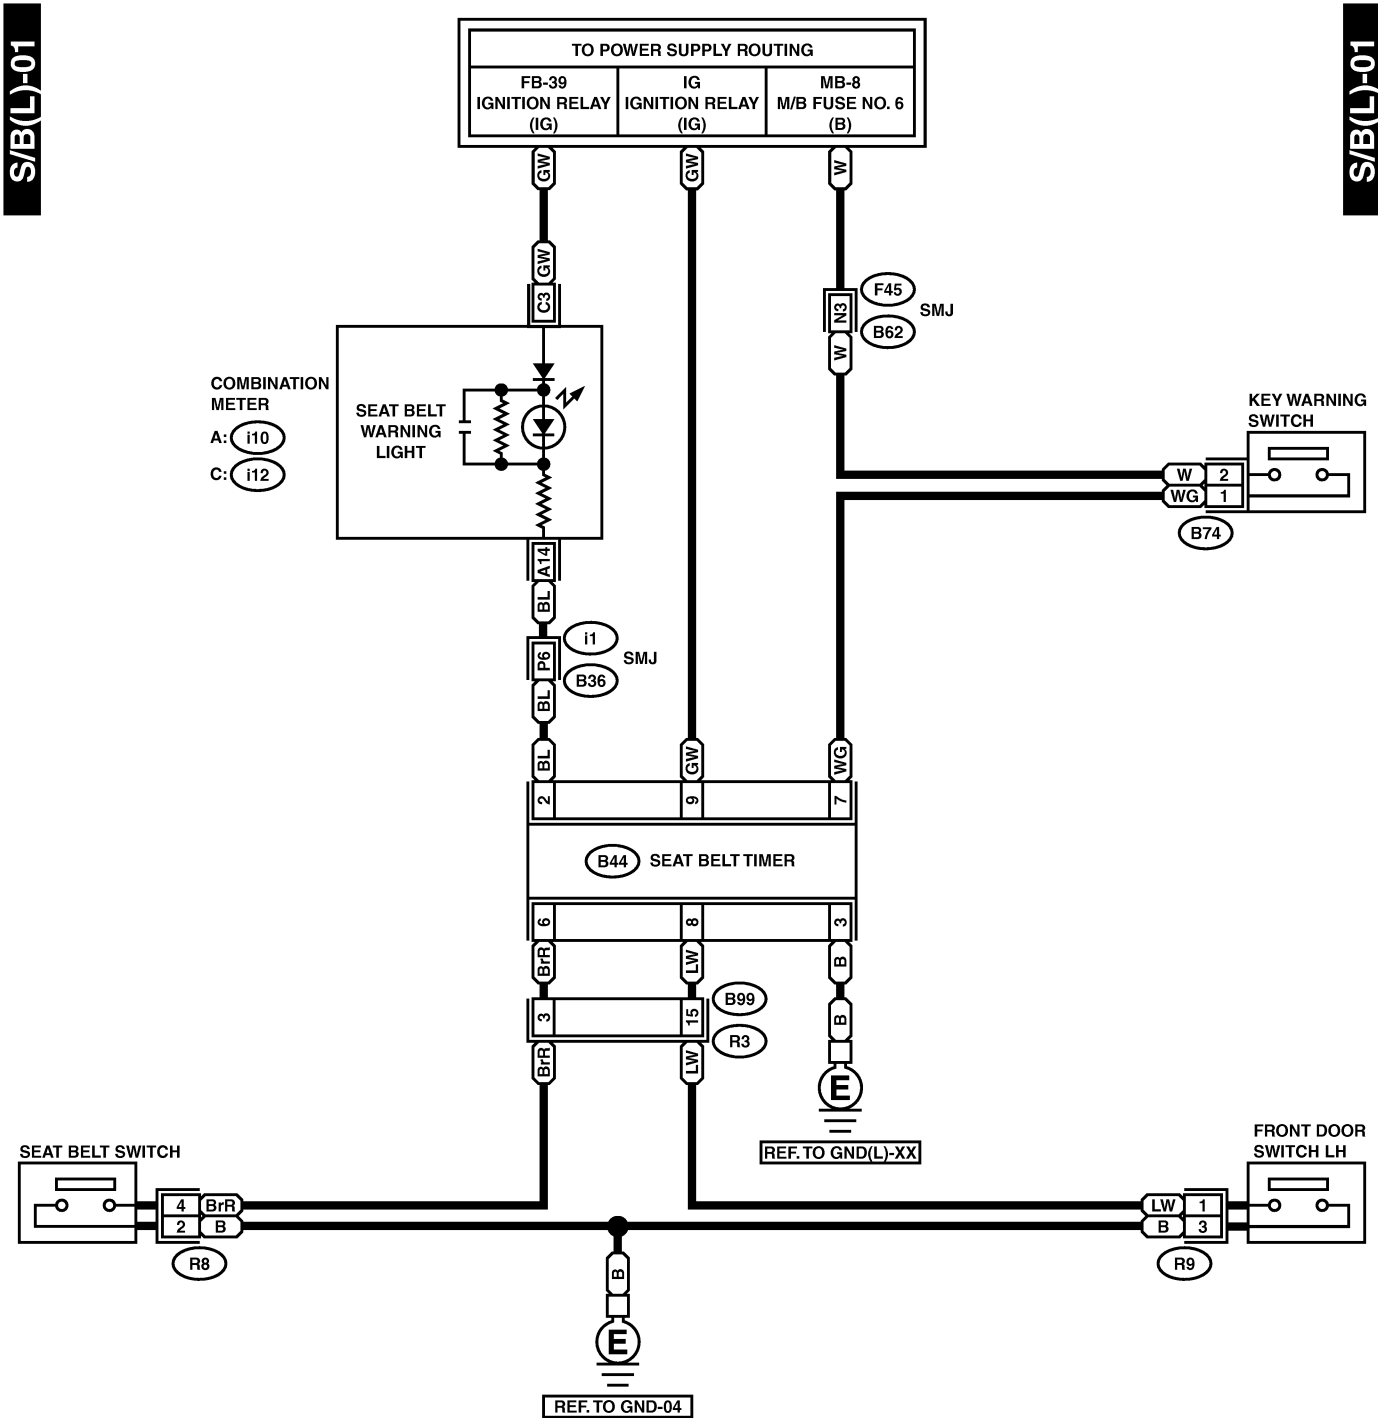 S/B(L)-01
S/B(L)-01
TO POWER SUPPLY ROUTING
FB-39
IGNITION RELAY
(IG)
IG
IGNITION RELAY
(IG)
MB-8
M/B FUSE NO. 6
(B)
GW
GW
W
GW
C3
N3
F45
B62
SMJ
W
COMBINATION
METER
A: i10
C: i12
SEAT BELT
WARNING
LIGHT
KEY WARNING
SWITCH
W 2
WG 1
B74
A14
BL
P6
i1
B36
SMJ
BL
BL
GW
WG
2
9
7
B44 SEAT BELT TIMER
6
8
3
BrR
LW
B
3
15
B99
R3
B
BrR
LW
E
REF. TO GND(L)-XX
SEAT BELT SWITCH
4 BrR
2 B
R8
FRONT DOOR
SWITCH LH
LW 1
B 3
R9
B
E
REF. TO GND-04